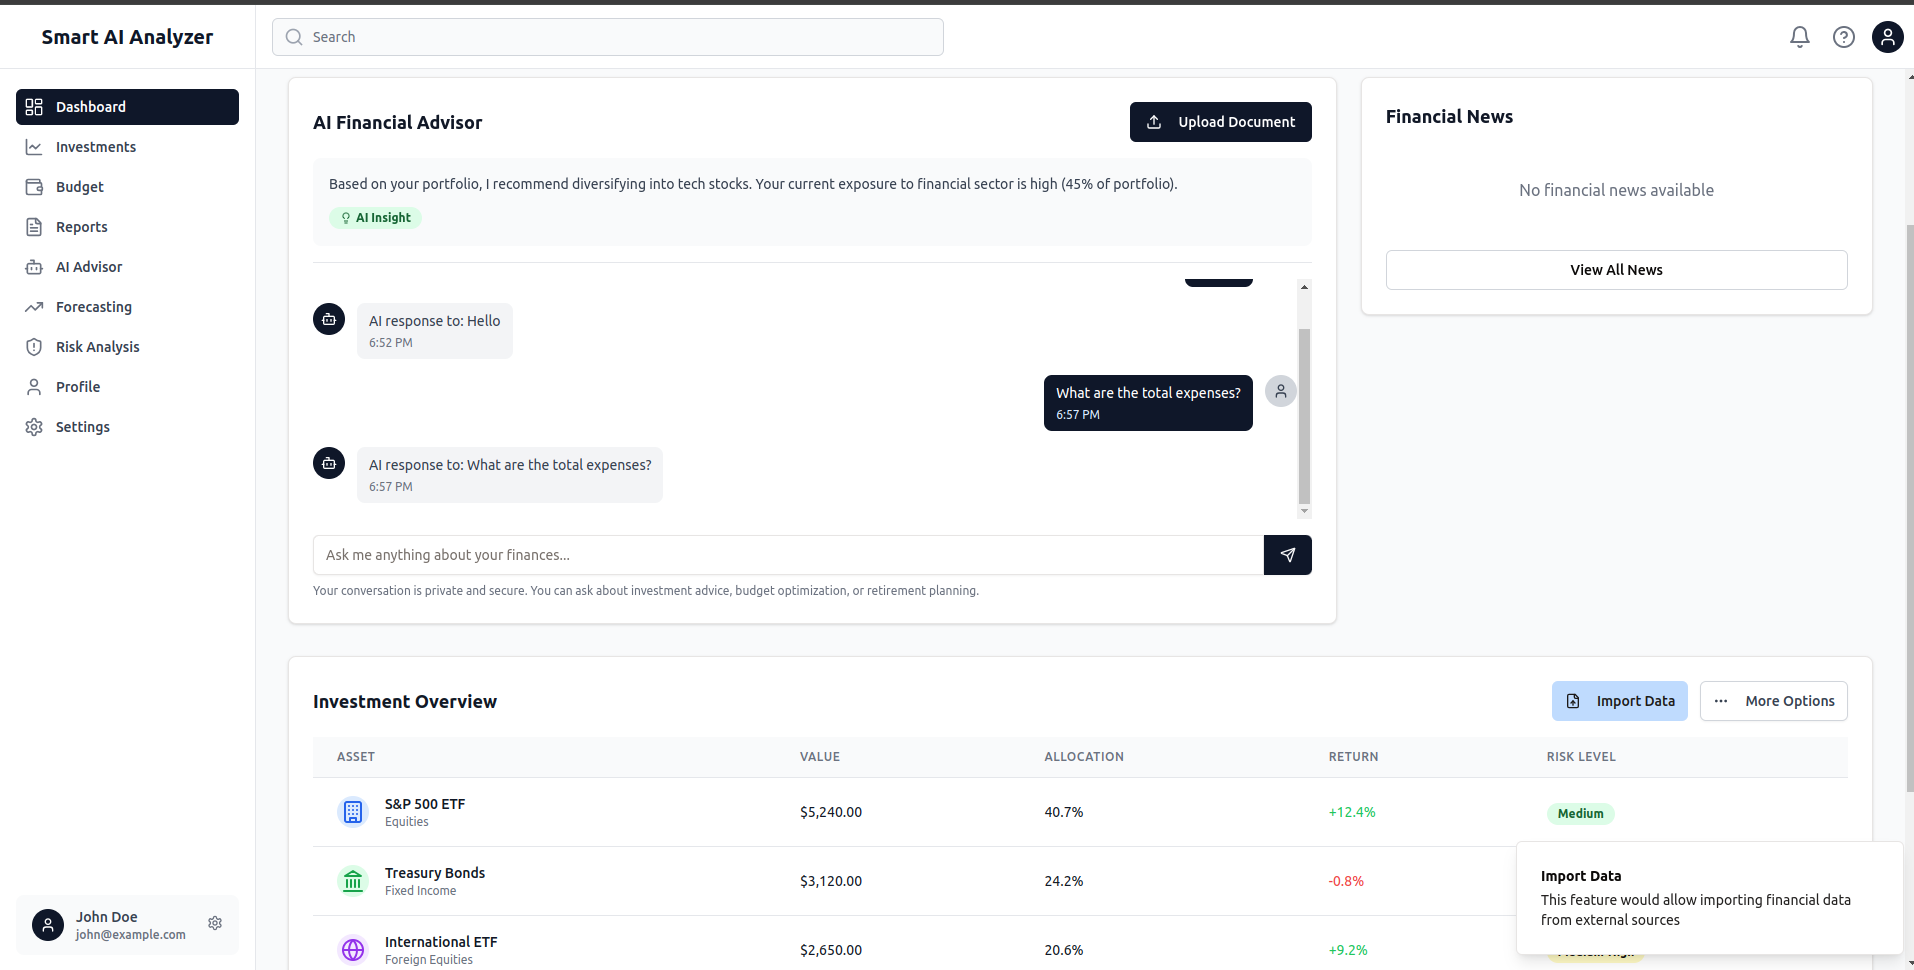 Smart AI Analyzer
Search
Dashboard
Investments
Budget
Reports
AI Advisor
Forecasting
Risk Analysis
Profile
Settings
John Doe
john@example.com
AI Financial Advisor
Upload Document
Based on your portfolio, I recommend diversifying into tech stocks. Your current exposure to financial sector is high (45% of portfolio).
AI Insight
AI response to: Hello
6:52 PM
What are the total expenses?
6:57 PM
AI response to: What are the total expenses?
6:57 PM
Ask me anything about your finances...
Your conversation is private and secure. You can ask about investment advice, budget optimization, or retirement planning.
Financial News
No financial news available
View All News
Investment Overview
Import Data
More Options
ASSET VALUE ALLOCATION RETURN RISK LEVEL
S&P 500 ETF
Equities
$5,240.00 40.7% +12.4% Medium
Treasury Bonds
Fixed Income
$3,120.00 24.2% -0.8%
International ETF
Foreign Equities
$2,650.00 20.6% +9.2%
Import Data
This feature would allow importing financial data
from external sources